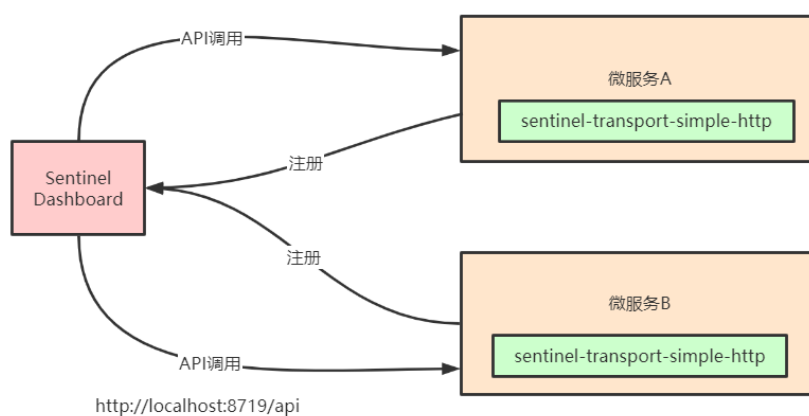 API调用
微服务A
sentinel-transport-simple-http
注册
Sentinel
Dashboard
注册
微服务B
sentinel-transport-simple-http
API调用
http://localhost:8719/api